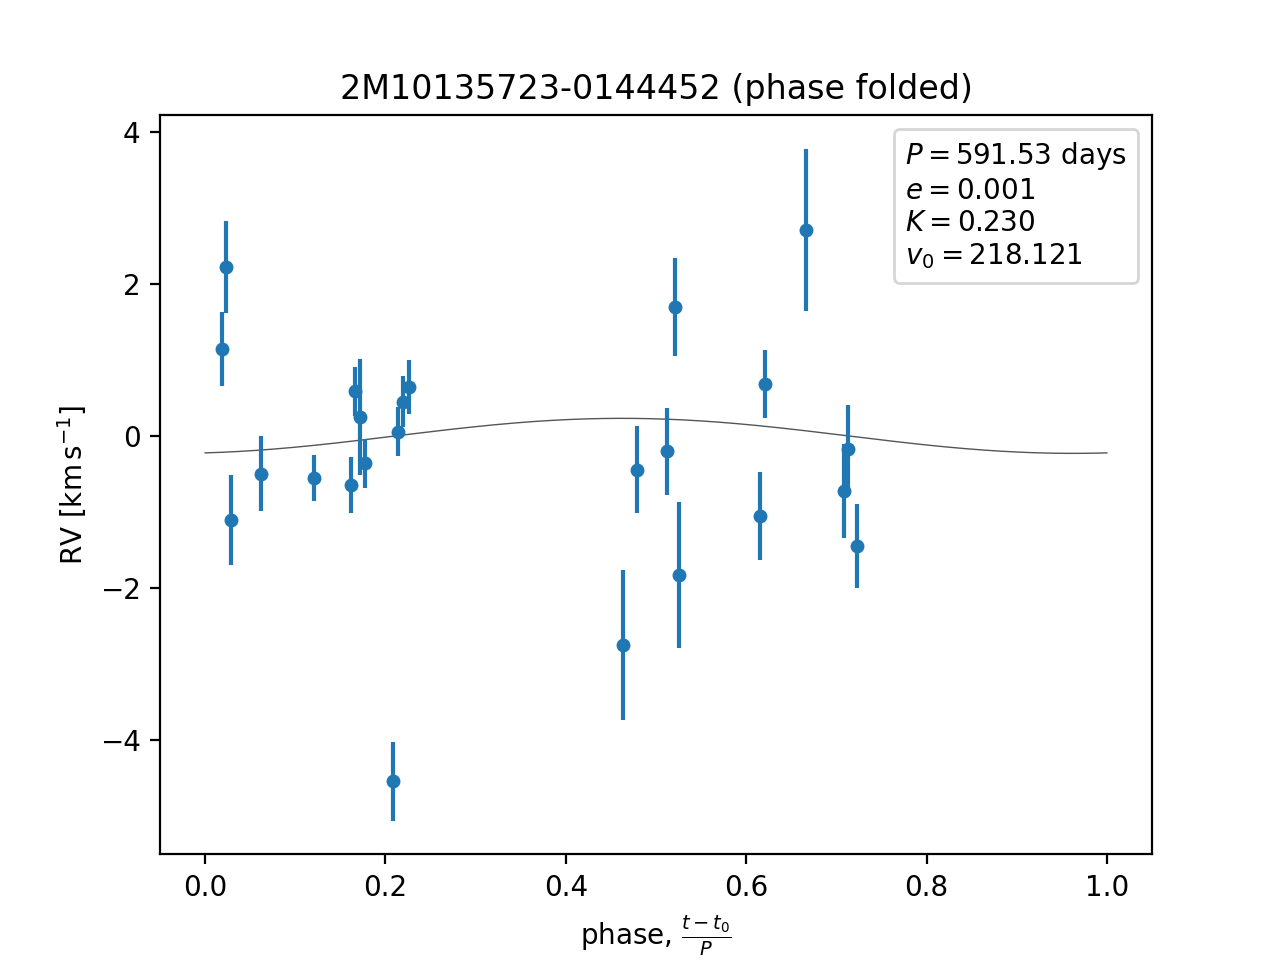 2M10135723-0144452 (phase folded)
P = 591.53 days
e = 0.001
K = 0.230
v₀ = 218.121
4
2
0
−2
−4
RV [km s⁻¹]
0.0 0.2 0.4 0.6 0.8 1.0
phase, (t − t₀)/P